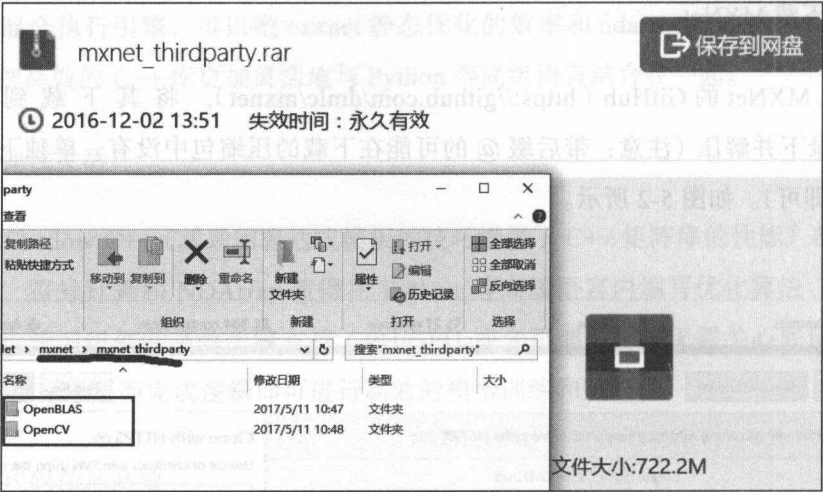 mxnet_thirdparty.rar
保存到网盘
2016-12-02 13:51 失效时间：永久有效
party
查看
复制路径
粘贴快捷方式
移动到
复制到
删除
重命名
新建
文件夹
属性
打开
编辑
历史记录
全部选择
全部取消
反向选择
组织
新建
打开
选择
let › mxnet › mxnet thirdparty
搜索"mxnet_thirdparty"
名称 修改日期 类型 大小
OpenBLAS 2017/5/11 10:47 文件夹
OpenCV 2017/5/11 10:48 文件夹
文件大小:722.2M